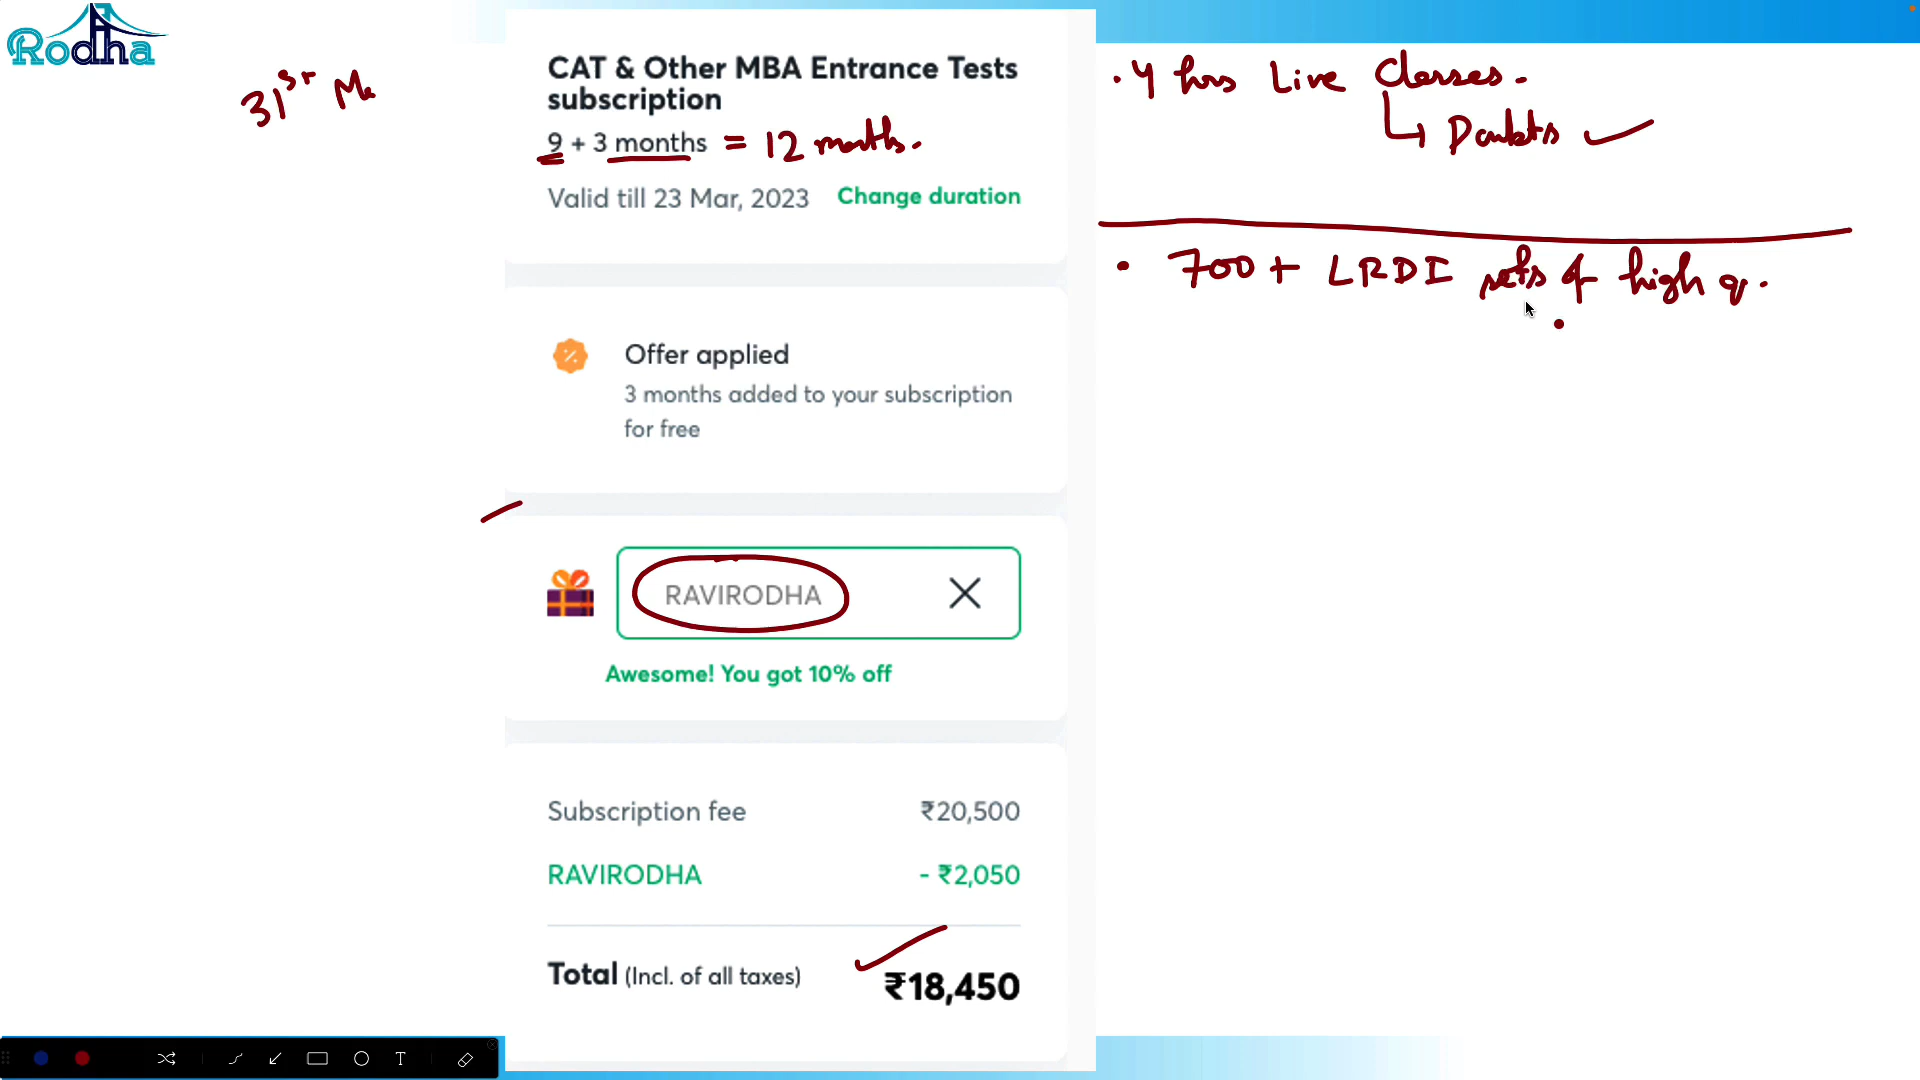 Rodha
31st Ma
CAT & Other MBA Entrance Tests
subscription
9 + 3 months = 12 months.
Valid till 23 Mar, 2023 Change duration
Offer applied
3 months added to your subscription
for free
RAVIRODHA
Awesome! You got 10% off
Subscription fee ₹20,500
RAVIRODHA - ₹2,050
Total (Incl. of all taxes) ₹18,450
• 4 hrs Live Classes.
↳ Doubts ✓
• 700+ LRDI sets of high q.
T